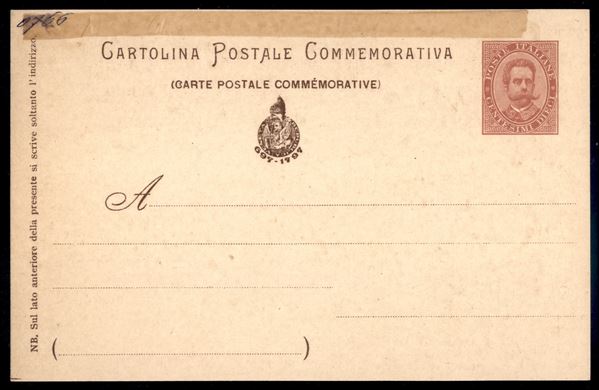 0766
CARTOLINA POSTALE COMMEMORATIVA
(CARTE POSTALE COMMÉMORATIVE)
POSTE ITALIANE
CENTESIMI DIECI
697-1797
A
( )
NB. Sul lato anteriore della presente si scrive soltanto l'indirizzo.